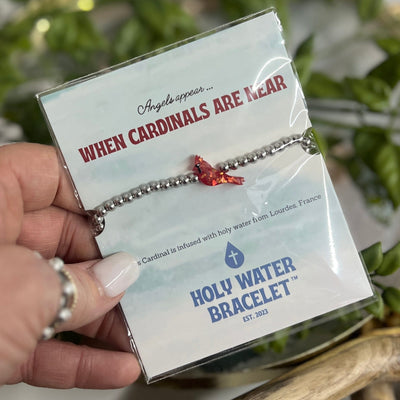 Angels appear ...
WHEN CARDINALS ARE NEAR
s Cardinal is infused with holy water from Lourdes, France
HOLY WATER
BRACELET™
EST. 2023